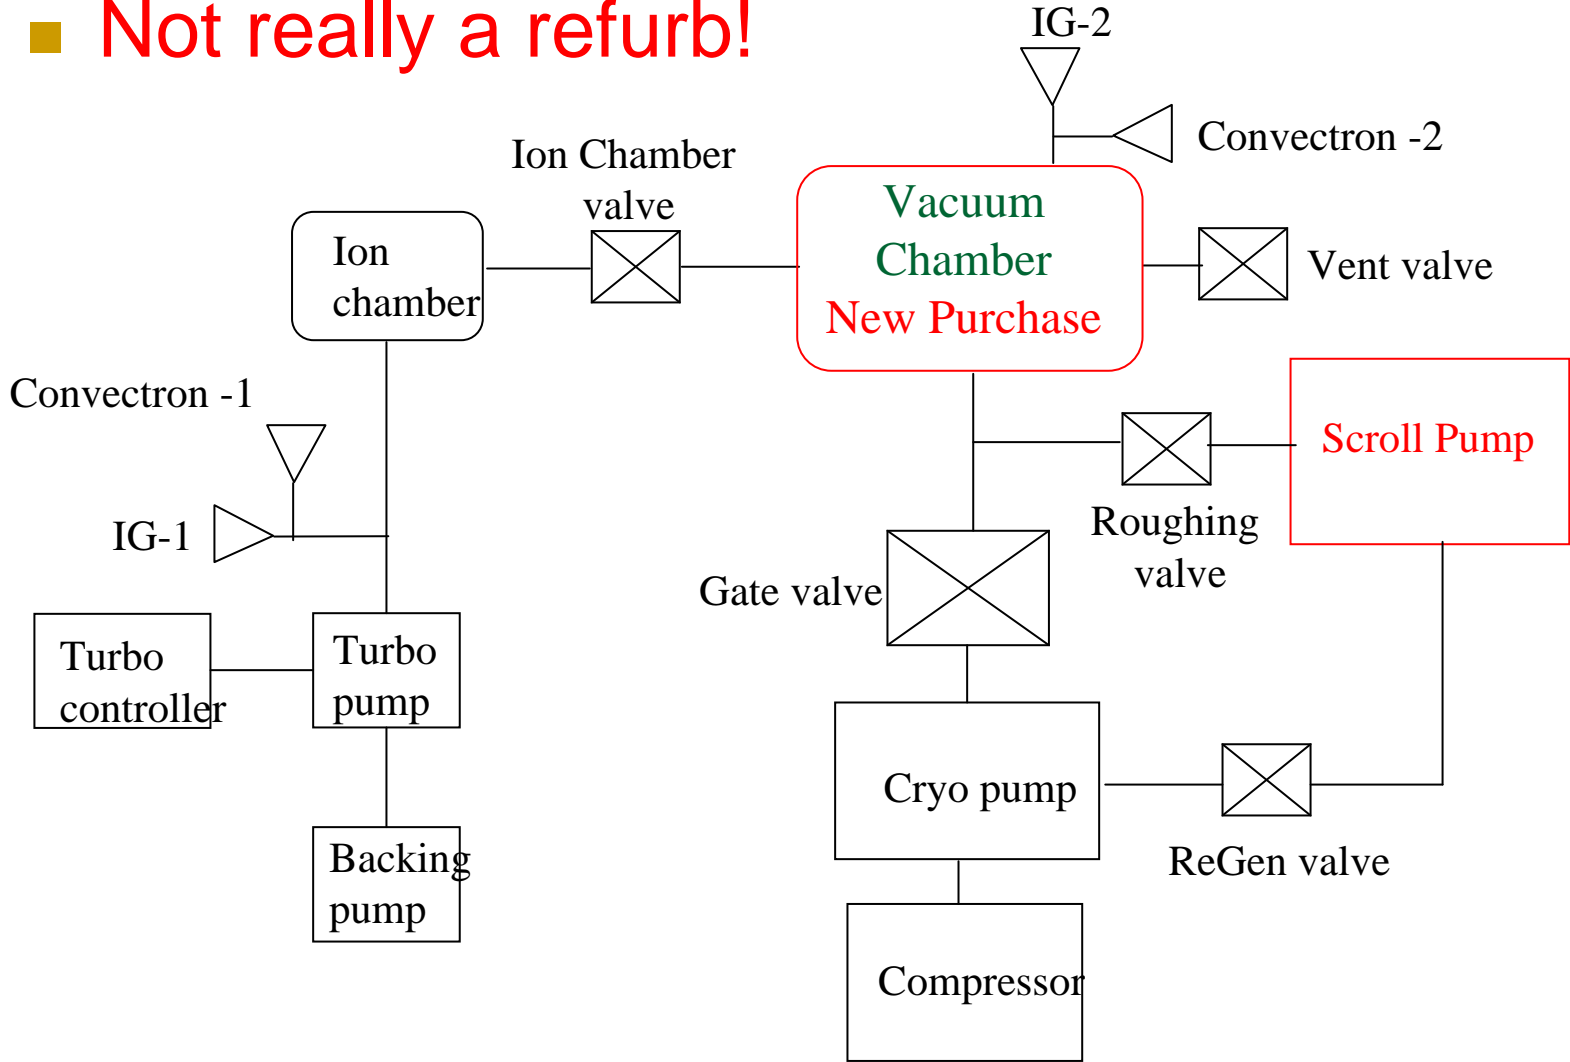 Not really a refurb!
IG-2
Convectron -2
Ion Chamber
valve
Vacuum
Chamber
New Purchase
Ion
chamber
Vent valve
Convectron -1
Scroll Pump
IG-1
Roughing
valve
Gate valve
Turbo
controller
Turbo
pump
Cryo pump
ReGen valve
Backing
pump
Compressor